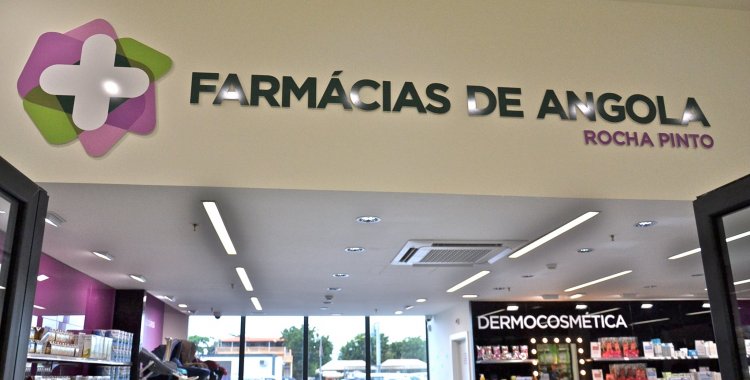 FARMÁCIAS DE ANGOLA
ROCHA PINTO
DERMOCOSMÉTICA